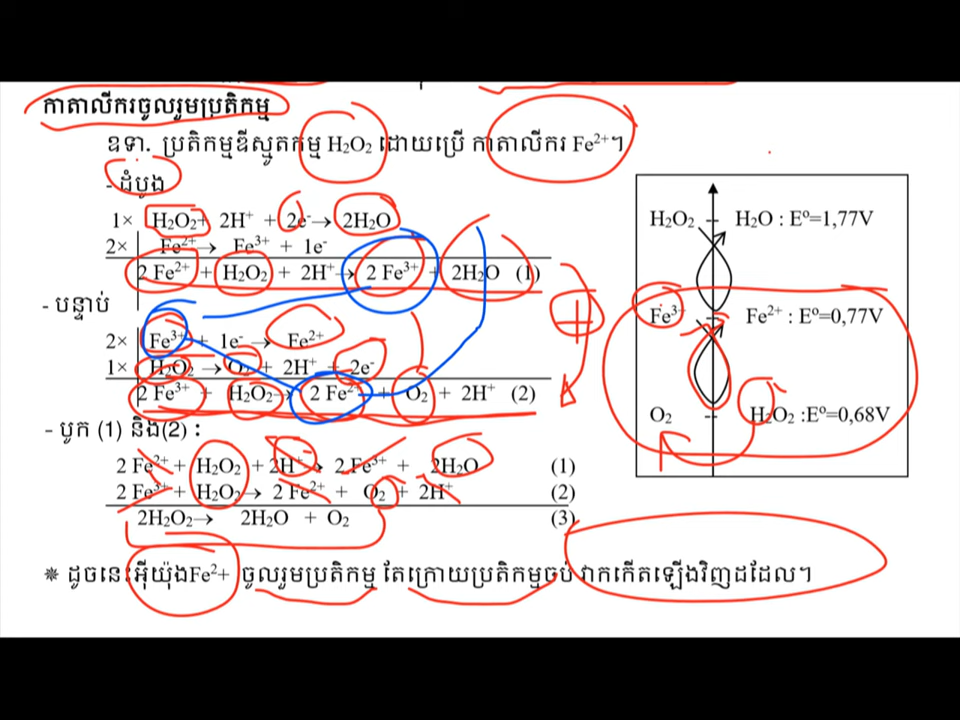 កាតាលីករចូលរួមប្រតិកម្ម
ឧទា. ប្រតិកម្មឌីស្មូតកម្ម H₂O₂ ដោយប្រើ កាតាលីករ Fe²⁺។
- ដំបូង
1× H₂O₂+ 2H⁺ + 2e⁻→ 2H₂O
2× Fe²⁺→ Fe³⁺ + 1e⁻
2 Fe²⁺ + H₂O₂ + 2H⁺→ 2 Fe³⁺ + 2H₂O (1)
- បន្ទាប់
2× Fe³⁺ + 1e⁻ → Fe²⁺
1× H₂O₂ → O₂ + 2H⁺ + 2e⁻
2 Fe³⁺ + H₂O₂→ 2 Fe²⁺ + O₂ + 2H⁺ (2)
- បូក (1) និង(2) :
2 Fe²⁺ + H₂O₂ + 2H⁺→ 2 Fe³⁺ + 2H₂O (1)
2 Fe³⁺ + H₂O₂→ 2 Fe²⁺ + O₂ + 2H⁺ (2)
2H₂O₂→ 2H₂O + O₂ (3)
⁕ ដូចនេះអ៊ីយ៉ុងFe²+ ចូលរួមប្រតិកម្ម តែក្រោយប្រតិកម្មចប់ វាកកើតឡើងវិញដដែល។
H₂O₂ H₂O : Eº=1,77V
Fe³⁺ Fe²⁺ : Eº=0,77V
O₂ H₂O₂ :Eº=0,68V